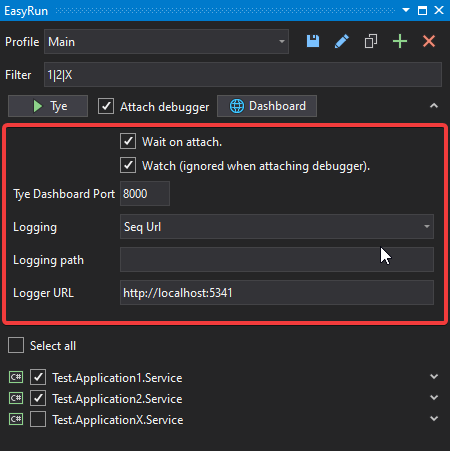 EasyRun
Profile Main
Filter 1|2|X
Tye Attach debugger Dashboard
Wait on attach.
Watch (ignored when attaching debugger).
Tye Dashboard Port 8000
Logging Seq Url
Logging path
Logger URL http://localhost:5341
Select all
C# Test.Application1.Service
C# Test.Application2.Service
C# Test.ApplicationX.Service